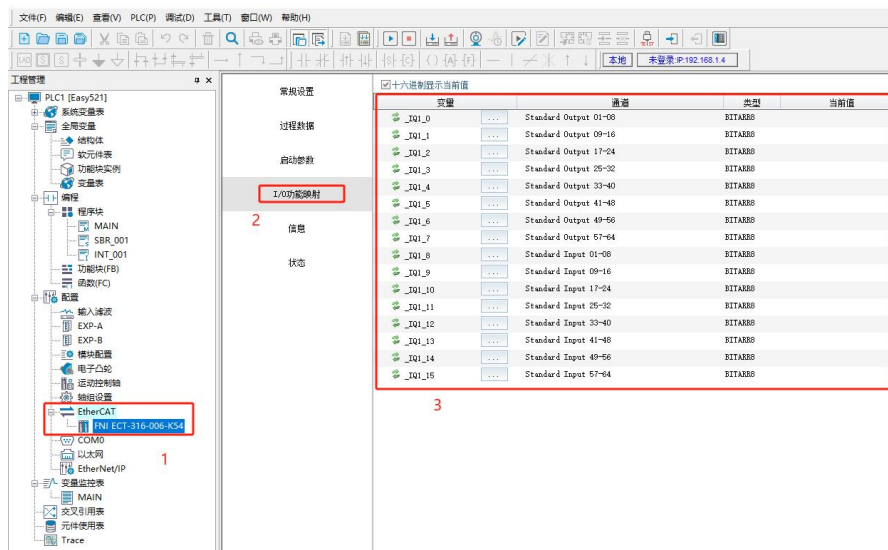 文件(F) 编辑(E) 查看(V) PLC(P) 调试(D) 工具(T) 窗口(W) 帮助(H)
本地 未登录:IP:192.168.1.4
工程管理
PLC1 [Easy521]
系统变量表
全局变量
结构体
软元件表
功能块实例
变量表
编程
程序块
MAIN
SBR_001
INT_001
功能块(FB)
函数(FC)
配置
输入滤波
EXP-A
EXP-B
模块配置
电子凸轮
运动控制轴
轴组设置
EtherCAT
FNI ECT-316-006-K54
COM0
以太网
EtherNet/IP
变量监控表
MAIN
交叉引用表
元件使用表
Trace
1
常规设置
过程数据
启动参数
I/O功能映射
2
信息
状态
十六进制显示当前值
变量 通道 类型 当前值
_IQ1_0 ... Standard Output 01-08 BITARR8
_IQ1_1 ... Standard Output 09-16 BITARR8
_IQ1_2 ... Standard Output 17-24 BITARR8
_IQ1_3 ... Standard Output 25-32 BITARR8
_IQ1_4 ... Standard Output 33-40 BITARR8
_IQ1_5 ... Standard Output 41-48 BITARR8
_IQ1_6 ... Standard Output 49-56 BITARR8
_IQ1_7 ... Standard Output 57-64 BITARR8
_IQ1_8 ... Standard Input 01-08 BITARR8
_IQ1_9 ... Standard Input 09-16 BITARR8
_IQ1_10 ... Standard Input 17-24 BITARR8
_IQ1_11 ... Standard Input 25-32 BITARR8
_IQ1_12 ... Standard Input 33-40 BITARR8
_IQ1_13 ... Standard Input 41-48 BITARR8
_IQ1_14 ... Standard Input 49-56 BITARR8
_IQ1_15 ... Standard Input 57-64 BITARR8
3